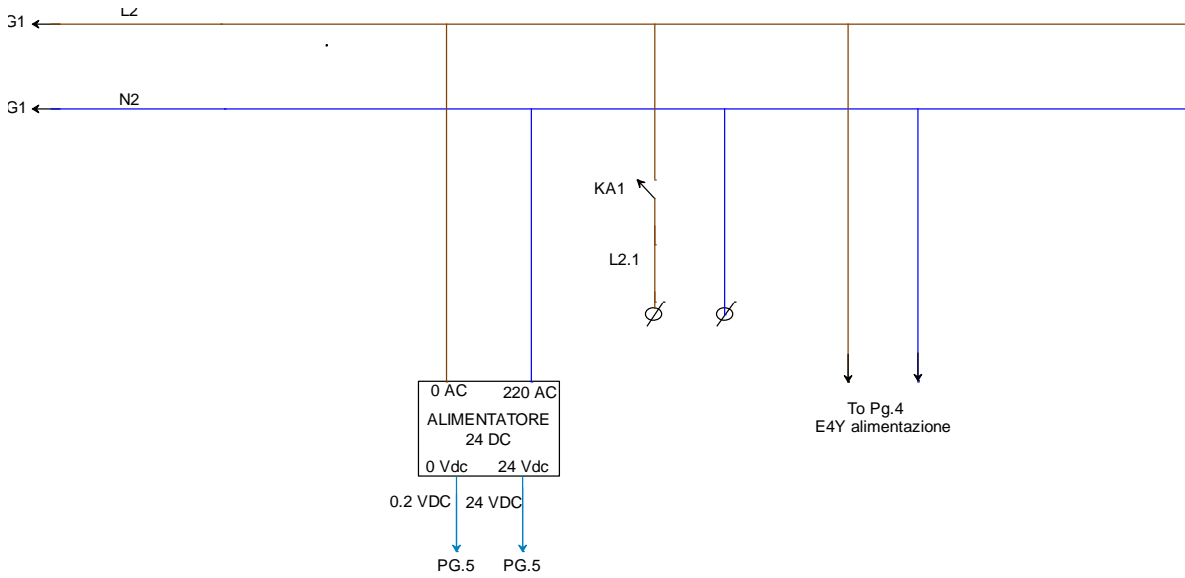 L2
G1
N2
G1
KA1
L2.1
0 AC 220 AC
ALIMENTATORE
24 DC
0 Vdc 24 Vdc
To Pg.4
E4Y alimentazione
0.2 VDC 24 VDC
PG.5 PG.5